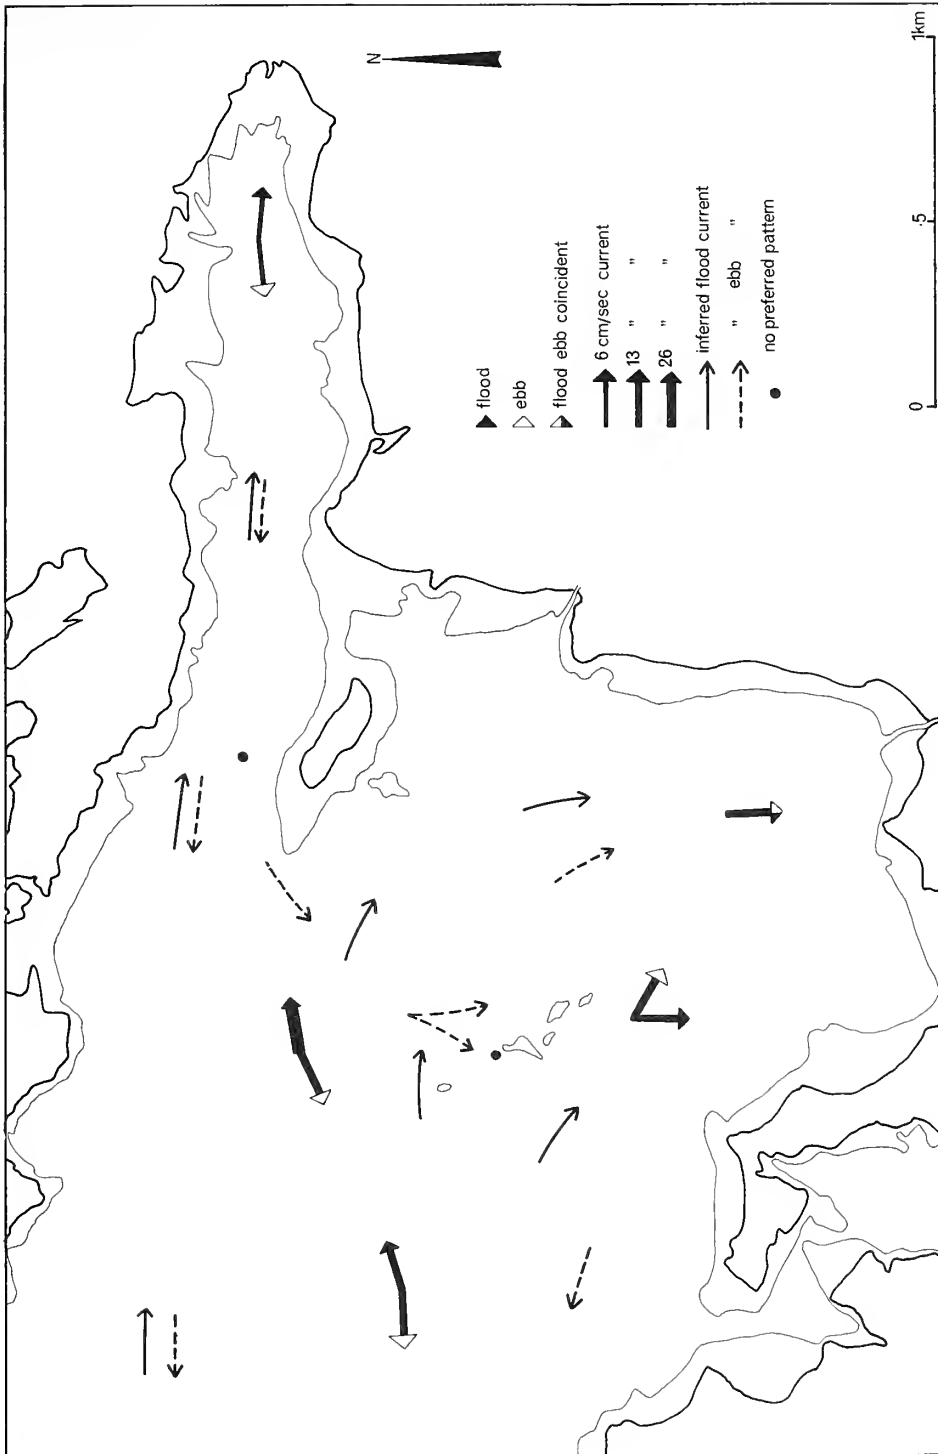 N
flood
ebb
flood ebb coincident
6 cm/sec current
13 " "
26 " "
inferred flood current
" ebb "
no preferred pattern
0 .5 1km